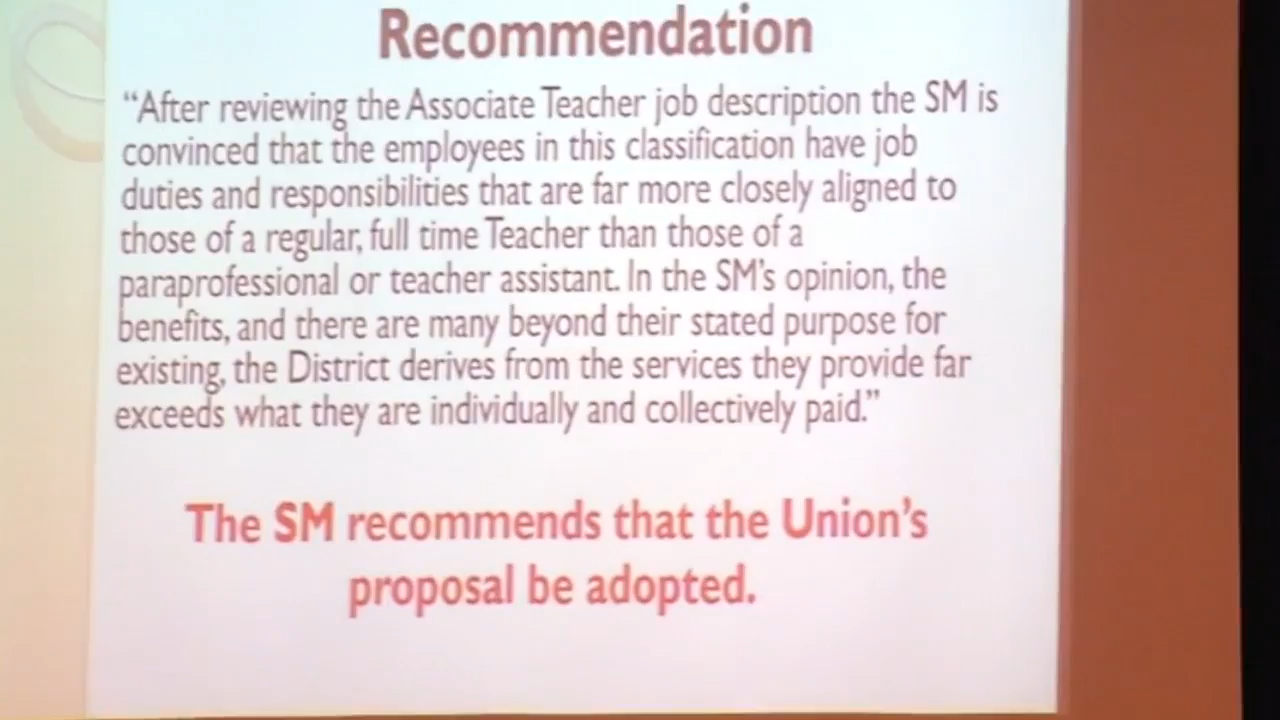 Recommendation
“After reviewing the Associate Teacher job description the SM is
convinced that the employees in this classification have job
duties and responsibilities that are far more closely aligned to
those of a regular, full time Teacher than those of a
paraprofessional or teacher assistant. In the SM’s opinion, the
benefits, and there are many beyond their stated purpose for
existing, the District derives from the services they provide far
exceeds what they are individually and collectively paid.”
The SM recommends that the Union’s
proposal be adopted.